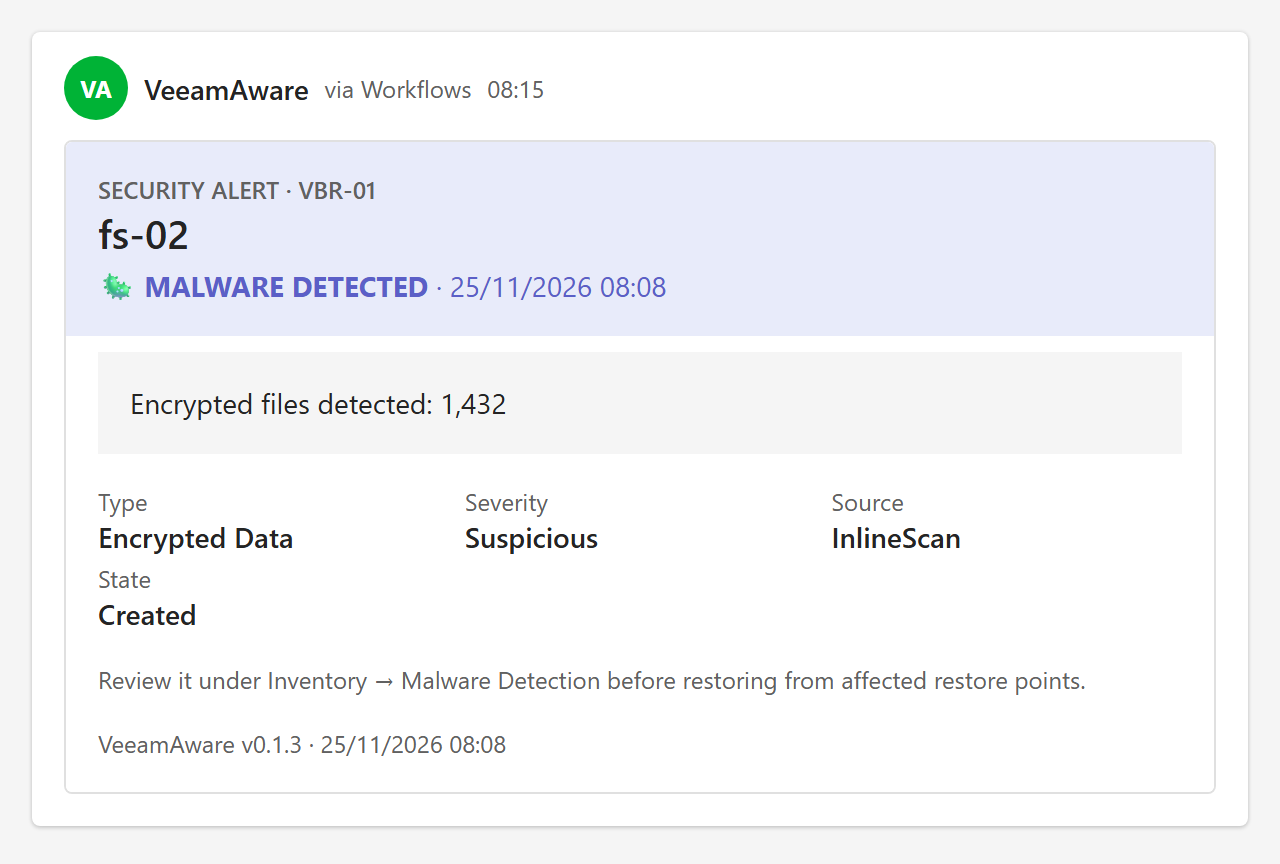 VA VeeamAware via Workflows 08:15
SECURITY ALERT · VBR-01
fs-02
MALWARE DETECTED · 25/11/2026 08:08
Encrypted files detected: 1,432
Type Severity Source
Encrypted Data Suspicious InlineScan
State
Created
Review it under Inventory → Malware Detection before restoring from affected restore points.
VeeamAware v0.1.3 · 25/11/2026 08:08